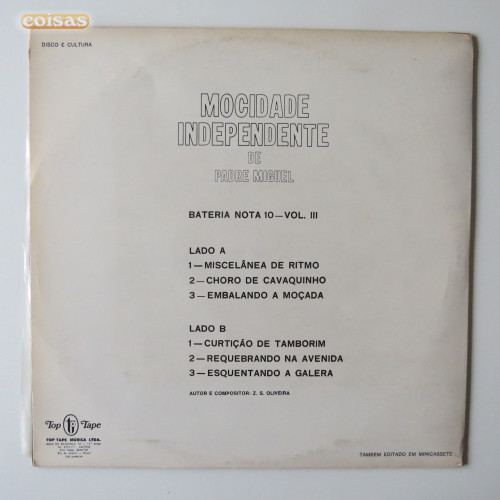 coisas
DISCO E CULTURA
MOCIDADE
INDEPENDENTE
DE
PADRE MIGUEL
BATERIA NOTA 10—VOL. III
LADO A
1—MISCELÂNEA DE RITMO
2—CHORO DE CAVAQUINHO
3—EMBALANDO A MOÇADA
LADO B
1—CURTIÇÃO DE TAMBORIM
2—REQUEBRANDO NA AVENIDA
3—ESQUENTANDO A GALERA
AUTOR E COMPOSITOR: Z. S. OLIVEIRA
Top Tape
TOP TAPE MÚSICA LTDA.
TAMBÉM EDITADO EM MINICASSETE